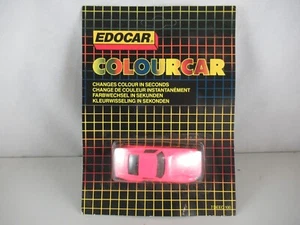 EDOCAR
COLOURCAR
CHANGES COLOUR IN SECONDS
CHANGE DE COULEUR INSTANTANÉMENT
FARBWECHSEL IN SEKUNDEN
KLEURWISSELING IN SEKONDEN